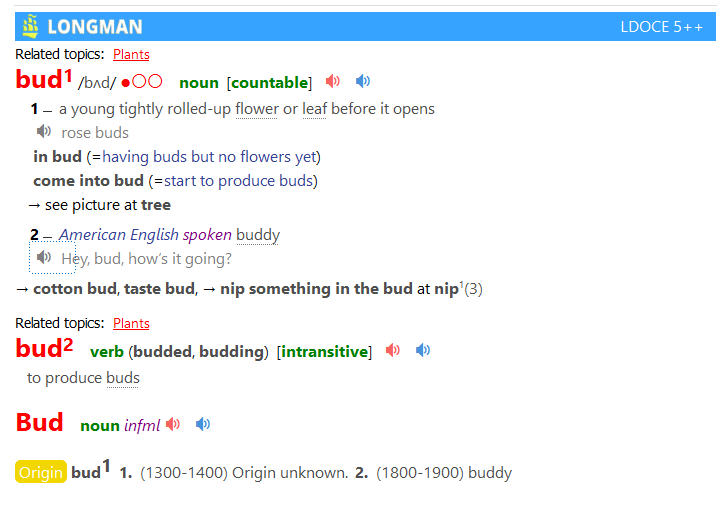 LONGMAN LDOCE 5++
Related topics: Plants
bud1 /bʌd/ ●○○ noun [countable]
1 – a young tightly rolled-up flower or leaf before it opens
rose buds
in bud (=having buds but no flowers yet)
come into bud (=start to produce buds)
→ see picture at tree
2 – American English spoken buddy
Hey, bud, how’s it going?
→ cotton bud, taste bud, → nip something in the bud at nip1(3)
Related topics: Plants
bud2 verb (budded, budding) [intransitive]
to produce buds
Bud noun infml
Origin bud1 1. (1300-1400) Origin unknown. 2. (1800-1900) buddy